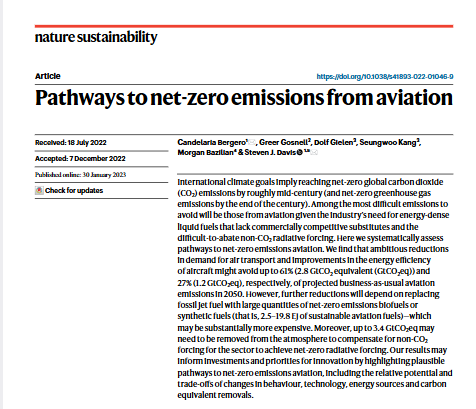 nature sustainability
Article
https://doi.org/10.1038/s41893-022-01046-9
Pathways to net-zero emissions from aviation
Received: 18 July 2022
Accepted: 7 December 2022
Published online: 30 January 2023
Check for updates
Candelaria Bergero¹, Greer Gosnell², Dolf Gielen³, Seungwoo Kang³,
Morgan Bazilian⁴ & Steven J. Davis
International climate goals imply reaching net-zero global carbon dioxide
(CO₂) emissions by roughly mid-century (and net-zero greenhouse gas
emissions by the end of the century). Among the most difficult emissions to
avoid will be those from aviation given the industry's need for energy-dense
liquid fuels that lack commercially competitive substitutes and the
difficult-to-abate non-CO₂ radiative forcing. Here we systematically assess
pathways to net-zero emissions aviation. We find that ambitious reductions
in demand for air transport and improvements in the energy efficiency
of aircraft might avoid up to 61% (2.8 GtCO₂ equivalent (GtCO₂eq)) and
27% (1.2 GtCO₂eq), respectively, of projected business-as-usual aviation
emissions in 2050. However, further reductions will depend on replacing
fossil jet fuel with large quantities of net-zero emissions biofuels or
synthetic fuels (that is, 2.5–19.8 EJ of sustainable aviation fuels)—which
may be substantially more expensive. Moreover, up to 3.4 GtCO₂eq may
need to be removed from the atmosphere to compensate for non-CO₂
forcing for the sector to achieve net-zero radiative forcing. Our results may
inform investments and priorities for innovation by highlighting plausible
pathways to net-zero emissions aviation, including the relative potential and
trade-offs of changes in behaviour, technology, energy sources and carbon
equivalent removals.